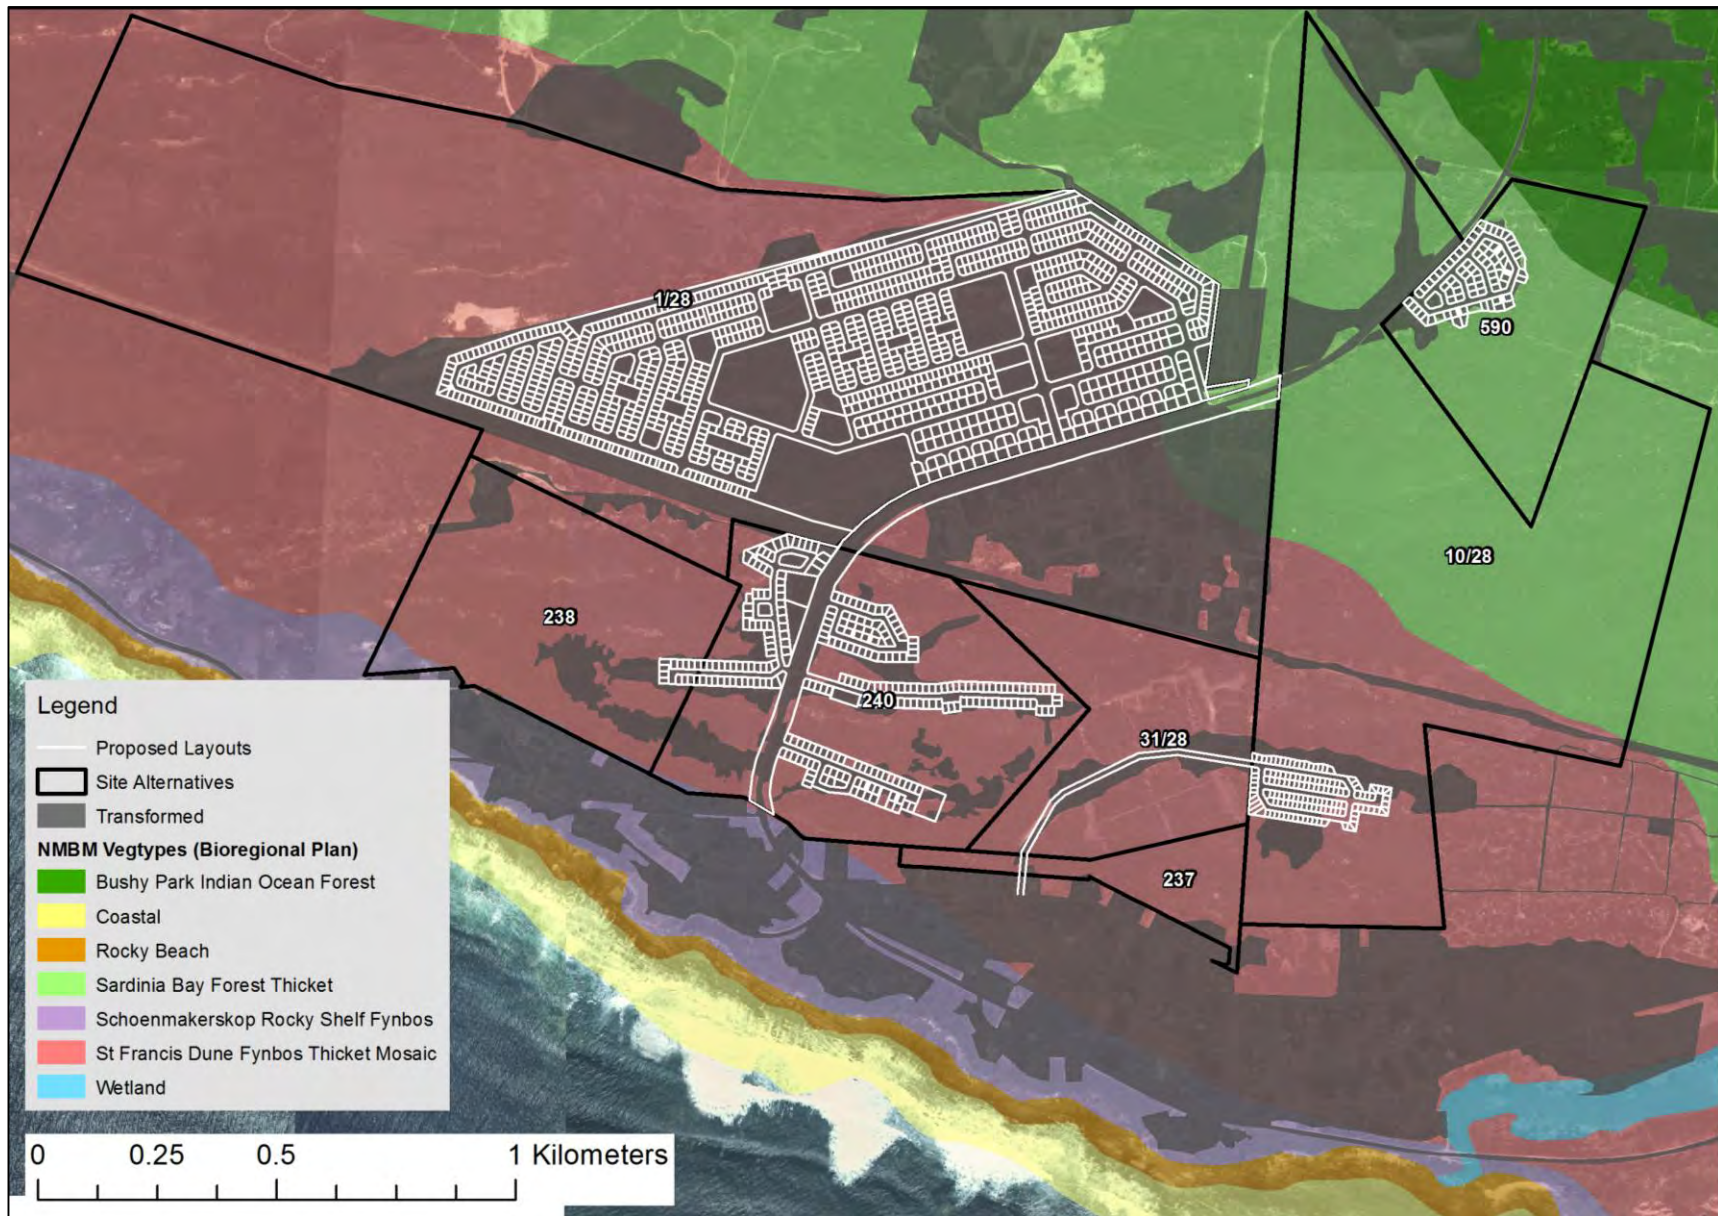 1/28
590
10/28
238
240
31/28
237
Legend
Proposed Layouts
Site Alternatives
Transformed
NMBM Vegtypes (Bioregional Plan)
Bushy Park Indian Ocean Forest
Coastal
Rocky Beach
Sardinia Bay Forest Thicket
Schoenmakerskop Rocky Shelf Fynbos
St Francis Dune Fynbos Thicket Mosaic
Wetland
0 0.25 0.5 1 Kilometers